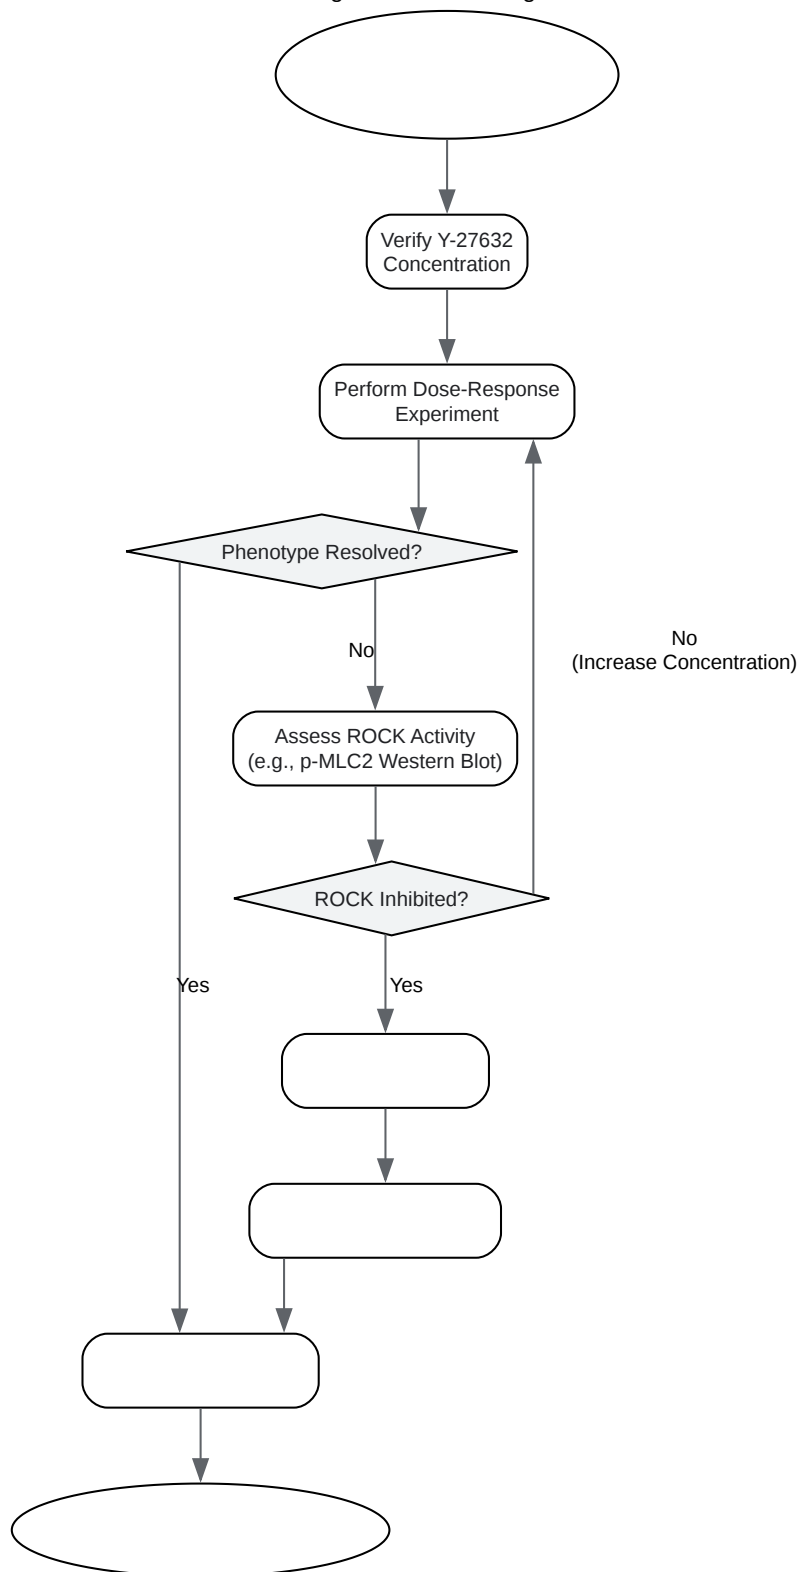 Verify Y-27632
Concentration
Perform Dose-Response
Experiment
Phenotype Resolved?
No
No
(Increase Concentration)
Assess ROCK Activity
(e.g., p-MLC2 Western Blot)
ROCK Inhibited?
Yes
Yes